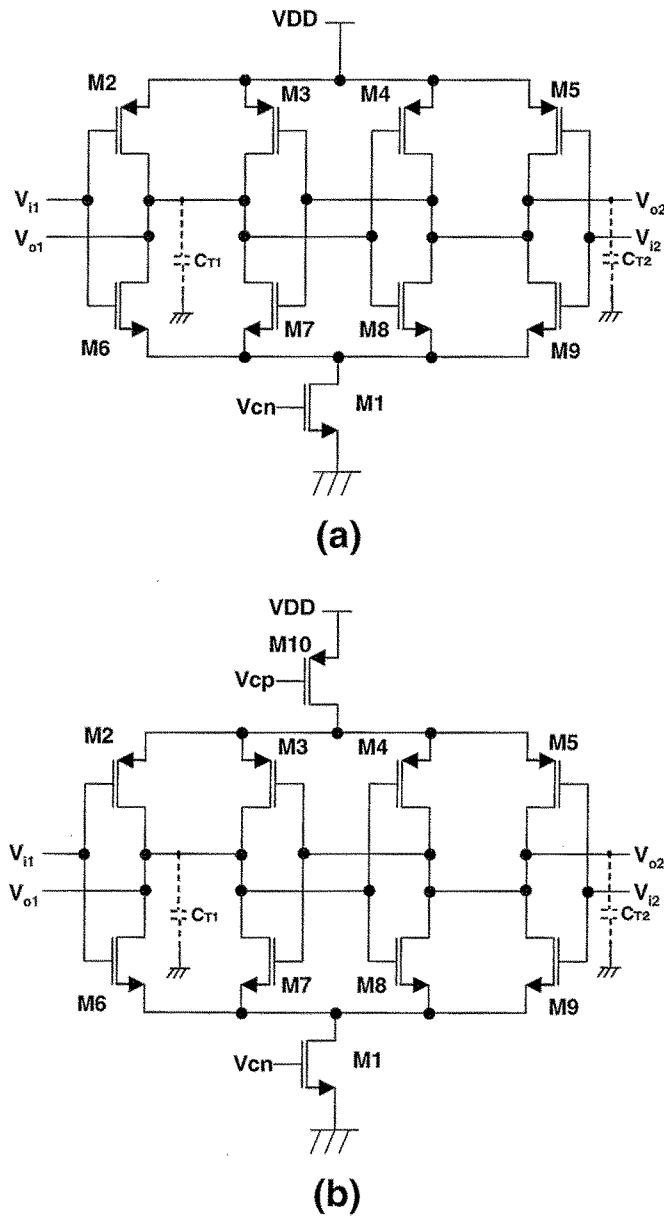 VDD
M2 M3 M4 M5
Vi1 Vo2
Vo1 CT1 CT2 Vi2
M6 M7 M8 M9
Vcn M1
(a)
VDD
M10
Vcp
M2 M3 M4 M5
Vi1 Vo2
Vo1 CT1 CT2 Vi2
M6 M7 M8 M9
Vcn M1
(b)